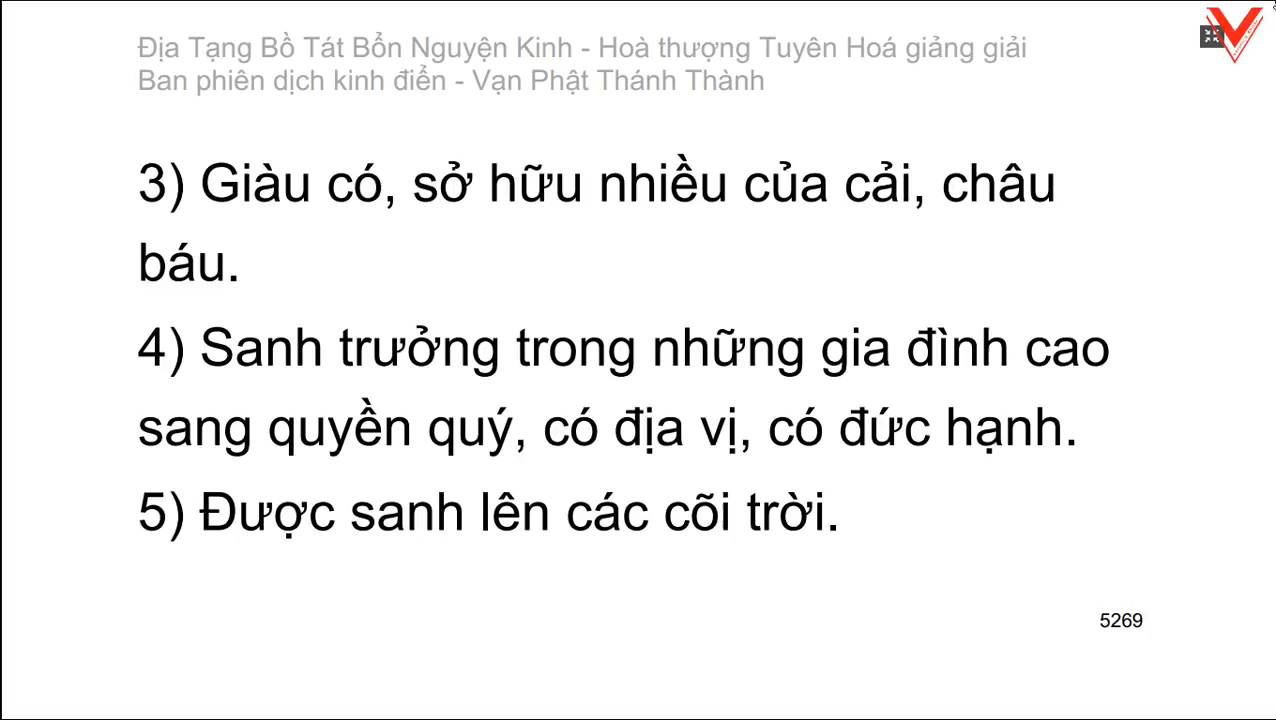 Địa Tạng Bồ Tát Bổn Nguyện Kinh - Hoà thượng Tuyên Hoá giảng giải
Ban phiên dịch kinh điển - Vạn Phật Thánh Thành
3) Giàu có, sở hữu nhiều của cải, châu
báu.
4) Sanh trưởng trong những gia đình cao
sang quyền quý, có địa vị, có đức hạnh.
5) Được sanh lên các cõi trời.
5269